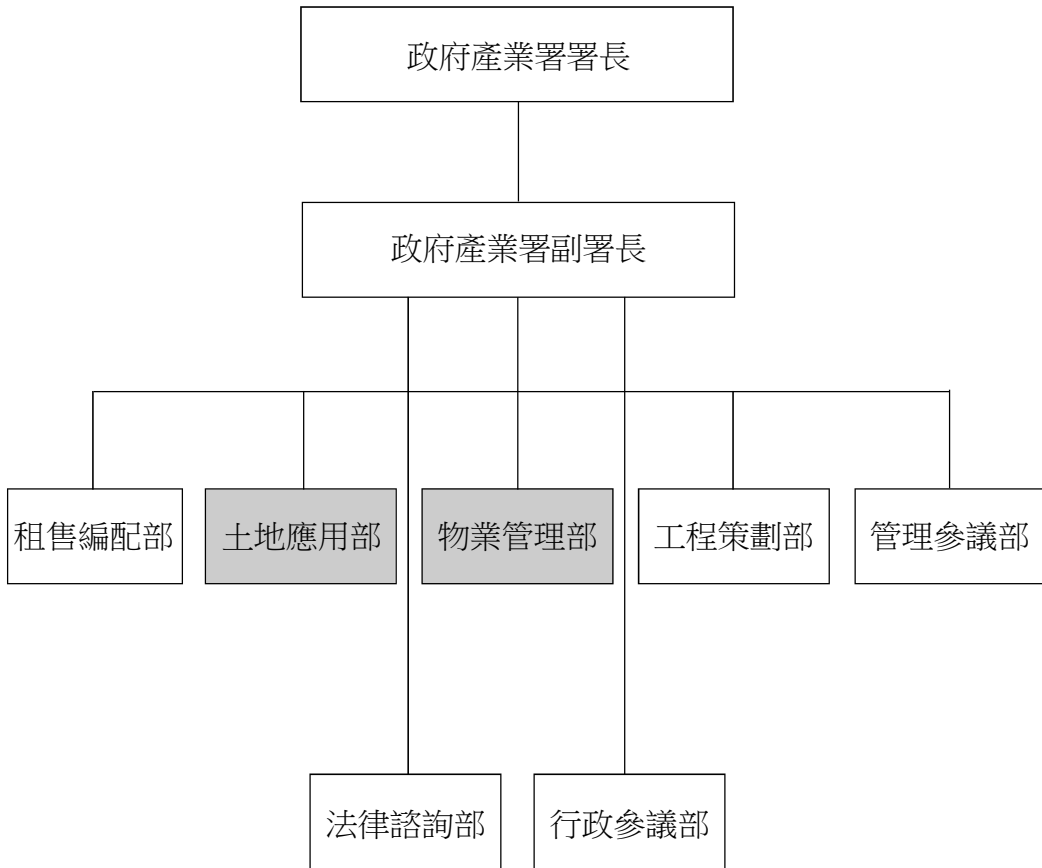 政府產業署署長
政府產業署副署長
租售編配部
土地應用部
物業管理部
工程策劃部
管理參議部
法律諮詢部
行政參議部